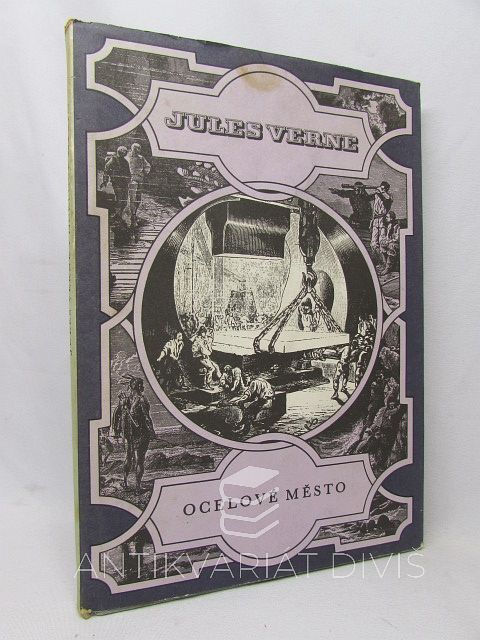 JULES VERNE
OCELOVÉ MĚSTO
ANTIKVARIÁT DIVIŠ